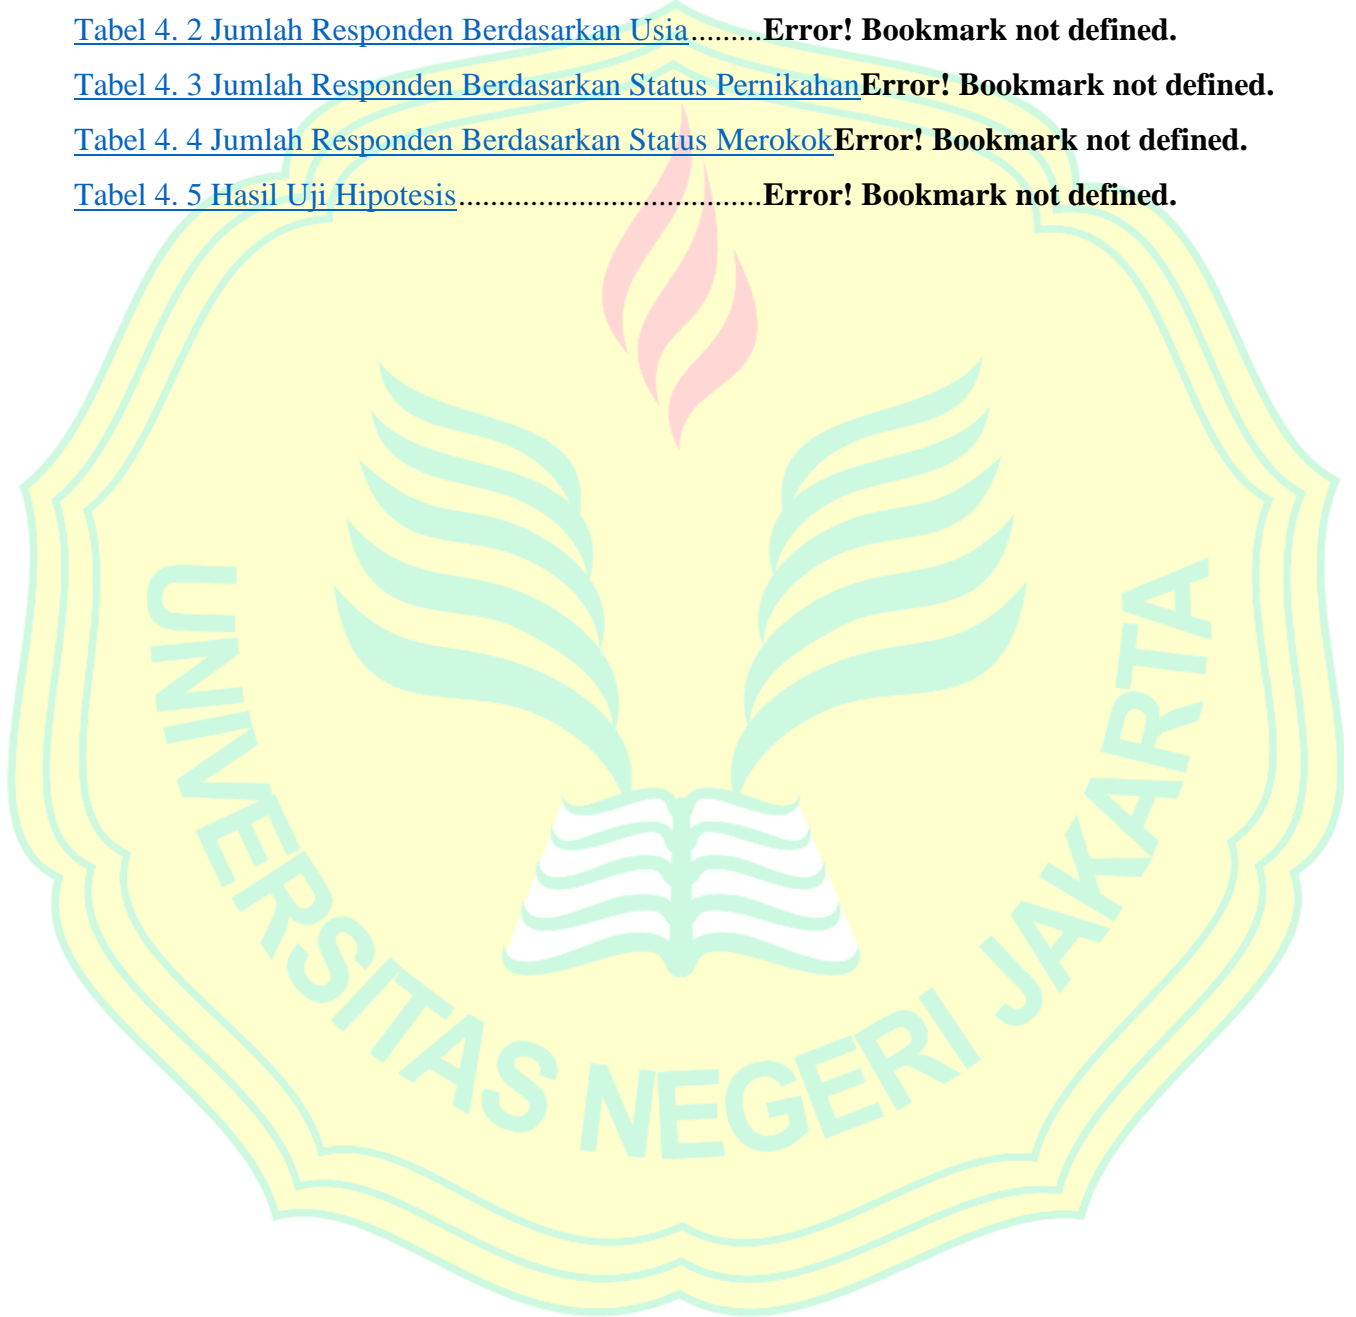 Tabel 4. 2 Jumlah Responden Berdasarkan Usia.........Error! Bookmark not defined.
Tabel 4. 3 Jumlah Responden Berdasarkan Status PernikahanError! Bookmark not defined.
Tabel 4. 4 Jumlah Responden Berdasarkan Status MerokokError! Bookmark not defined.
Tabel 4. 5 Hasil Uji Hipotesis......................................Error! Bookmark not defined.
UNIVERSITAS NEGERI JAKARTA